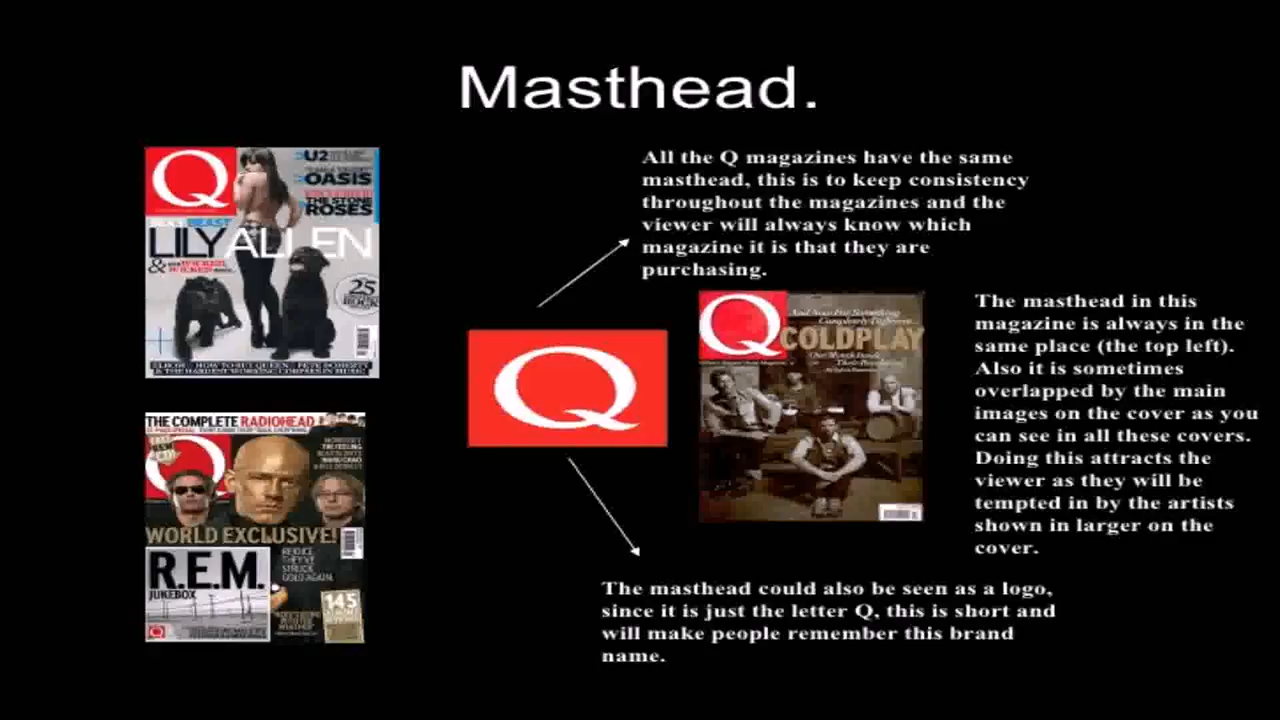 Masthead.
All the Q magazines have the same
masthead, this is to keep consistency
throughout the magazines and the
viewer will always know which
magazine it is that they are
purchasing.
Q
U2
OASIS
THE STONE
ROSES
LILY ALLEN
&
25
Q
Q
COLDPLAY
The masthead in this
magazine is always in the
same place (the top left).
Also it is sometimes
overlapped by the main
images on the cover as you
can see in all these covers.
Doing this attracts the
viewer as they will be
tempted in by the artists
shown in larger on the
cover.
THE COMPLETE RADIOHEAD
Q
WORLD EXCLUSIVE!
R.E.M.
JUKEBOX
REJOICE
THEY'VE
STRUCK
GOLD AGAIN.
145
The masthead could also be seen as a logo,
since it is just the letter Q, this is short and
will make people remember this brand
name.